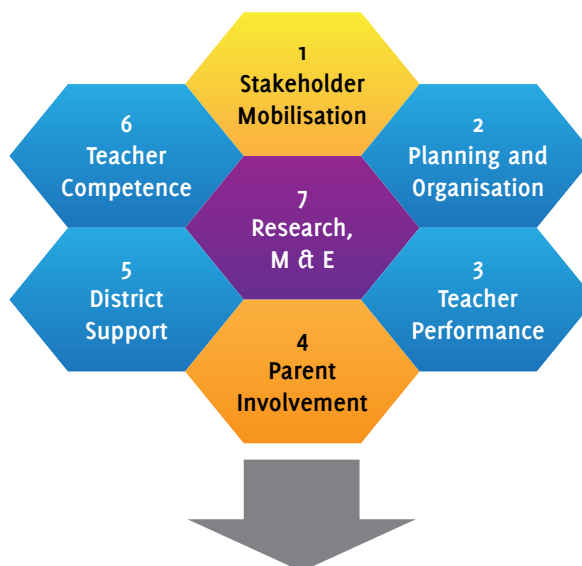 1
Stakeholder
Mobilisation
2
Planning and
Organisation
3
Teacher
Performance
4
Parent
Involvement
5
District
Support
6
Teacher
Competence
7
Research,
M & E